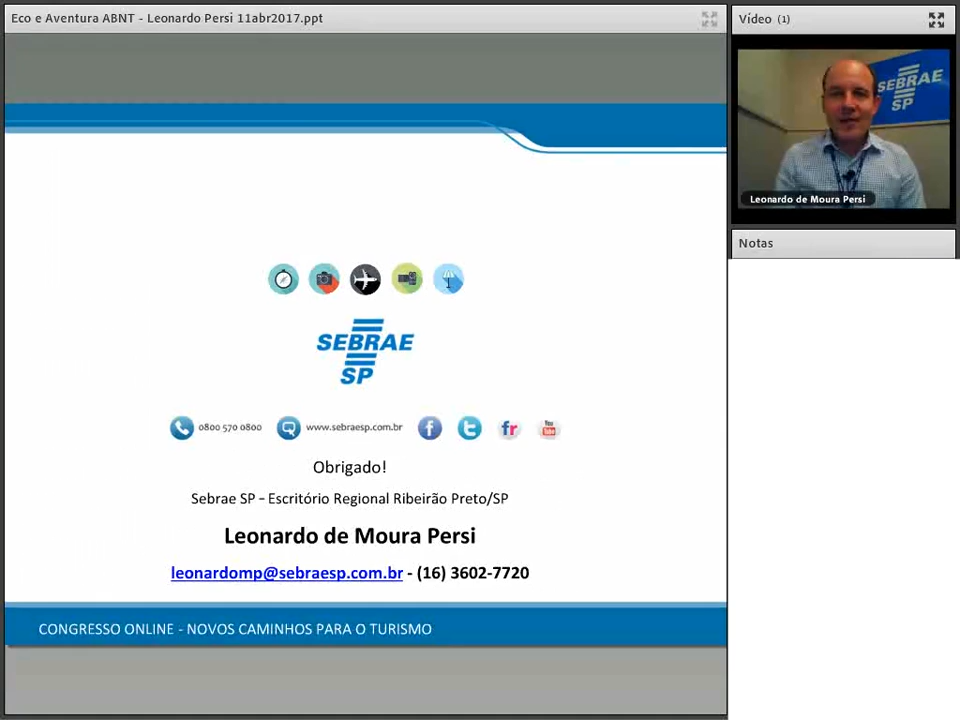 Eco e Aventura ABNT - Leonardo Persi 11abr2017.ppt
SEBRAE
SP
0800 570 0800 www.sebraesp.com.br f t fr You Tube
Obrigado!
Sebrae SP – Escritório Regional Ribeirão Preto/SP
Leonardo de Moura Persi
leonardomp@sebraesp.com.br - (16) 3602-7720
CONGRESSO ONLINE - NOVOS CAMINHOS PARA O TURISMO
Vídeo (1)
SEBRAE
SP
Leonardo de Moura Persi
Notas